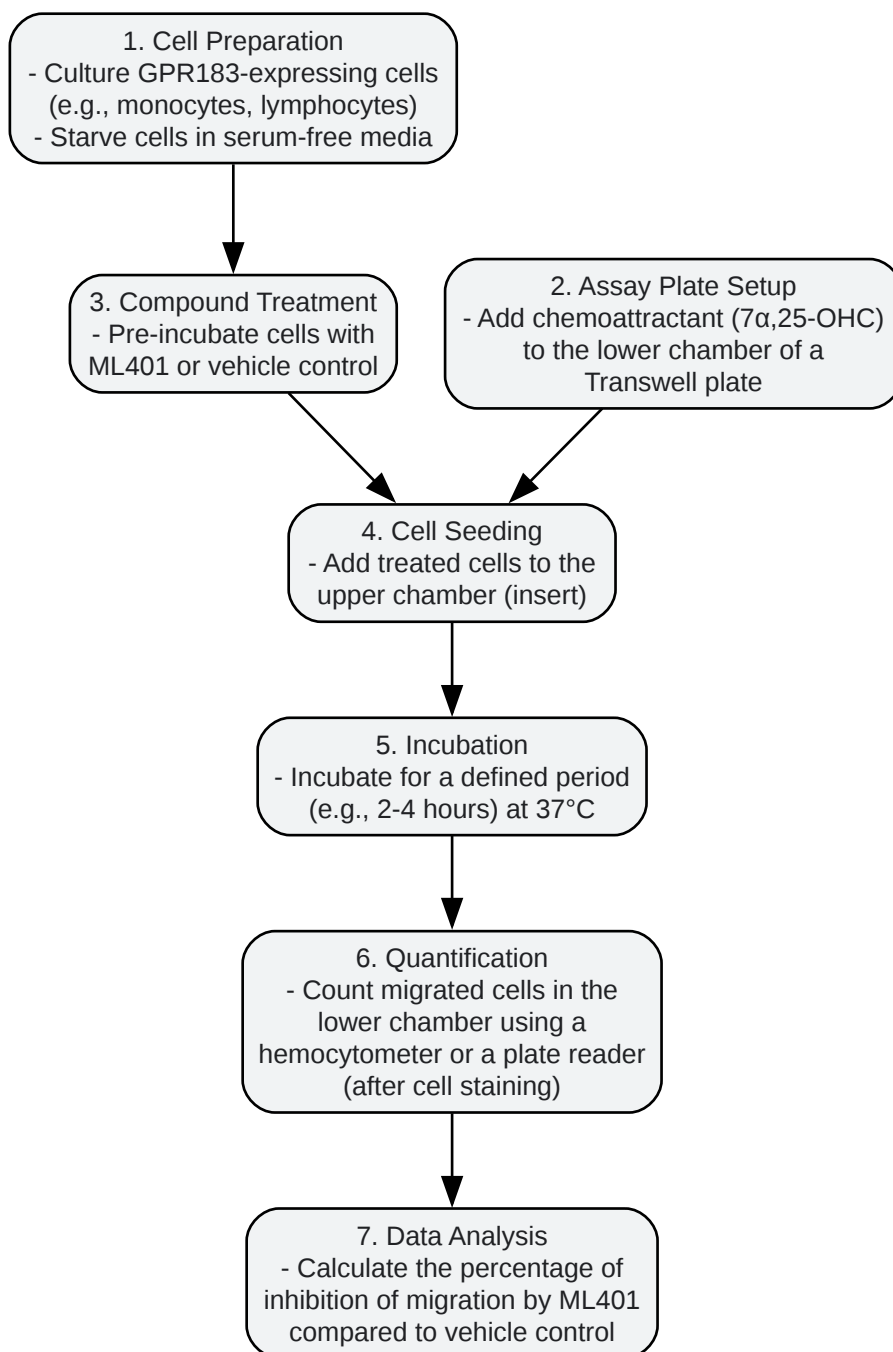 1. Cell Preparation
- Culture GPR183-expressing cells
(e.g., monocytes, lymphocytes)
- Starve cells in serum-free media
2. Assay Plate Setup
- Add chemoattractant (7α,25-OHC)
to the lower chamber of a
Transwell plate
3. Compound Treatment
- Pre-incubate cells with
ML401 or vehicle control
4. Cell Seeding
- Add treated cells to the
upper chamber (insert)
5. Incubation
- Incubate for a defined period
(e.g., 2-4 hours) at 37°C
6. Quantification
- Count migrated cells in the
lower chamber using a
hemocytometer or a plate reader
(after cell staining)
7. Data Analysis
- Calculate the percentage of
inhibition of migration by ML401
compared to vehicle control